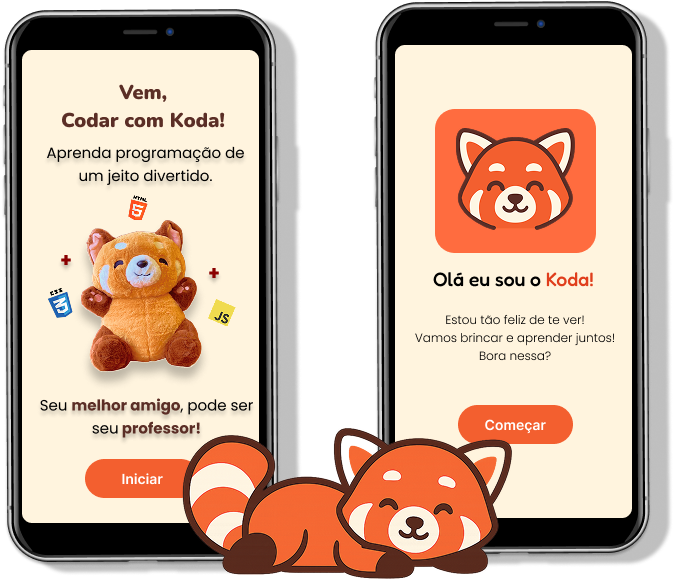 Vem,
Codar com Koda!
Aprenda programação de
um jeito divertido.
HTML
5
CSS
3
JS
Seu melhor amigo, pode ser
seu professor!
Iniciar
Olá eu sou o Koda!
Estou tão feliz de te ver!
Vamos brincar e aprender juntos!
Bora nessa?
Começar